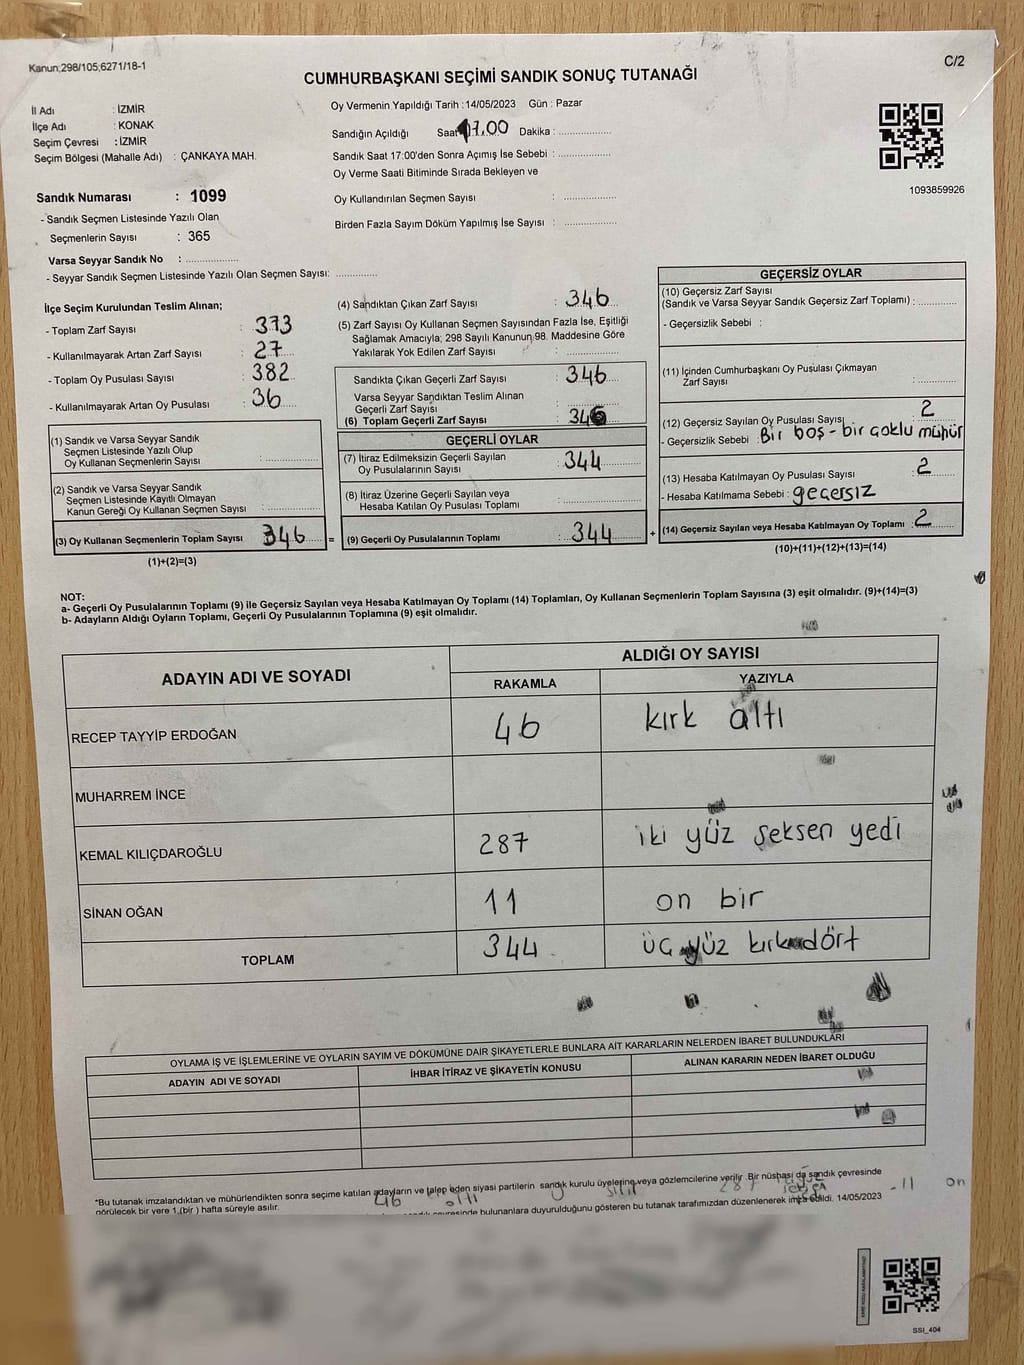 Kanun;298/105;6271/18-1
C/2
CUMHURBAŞKANI SEÇİMİ SANDIK SONUÇ TUTANAĞI
İl Adı : İZMİR
İlçe Adı : KONAK
Seçim Çevresi : İZMİR
Seçim Bölgesi (Mahalle Adı) : ÇANKAYA MAH.
Oy Vermenin Yapıldığı Tarih : 14/05/2023 Gün : Pazar
Sandığın Açıldığı Saat 17.00 Dakika : ....................
Sandık Saat 17:00'den Sonra Açımış İse Sebebi : ....................
Oy Verme Saati Bitiminde Sırada Bekleyen ve
Oy Kullandırılan Seçmen Sayısı : ....................
Birden Fazla Sayım Döküm Yapılmış İse Sayısı : ....................
1093859926
Sandık Numarası : 1099
- Sandık Seçmen Listesinde Yazılı Olan
Seçmenlerin Sayısı : 365
Varsa Seyyar Sandık No : ....................
- Seyyar Sandık Seçmen Listesinde Yazılı Olan Seçmen Sayısı: ................
İlçe Seçim Kurulundan Teslim Alınan;
- Toplam Zarf Sayısı : 373
- Kullanılmayarak Artan Zarf Sayısı : 27
- Toplam Oy Pusulası Sayısı : 382
- Kullanılmayarak Artan Oy Pusulası : 36
(1) Sandık ve Varsa Seyyar Sandık
Seçmen Listesinde Yazılı Olup
Oy Kullanan Seçmenlerin Sayısı : ....................
(2) Sandık ve Varsa Seyyar Sandık
Seçmen Listesinde Kayıtlı Olmayan
Kanun Gereği Oy Kullanan Seçmen Sayısı : ....................
(3) Oy Kullanan Seçmenlerin Toplam Sayısı 346 =
(1)+(2)=(3)
(4) Sandıktan Çıkan Zarf Sayısı : 346
(5) Zarf Sayısı Oy Kullanan Seçmen Sayısından Fazla İse, Eşitliği
Sağlamak Amacıyla; 298 Sayılı Kanunun 98. Maddesine Göre
Yakılarak Yok Edilen Zarf Sayısı : ....................
Sandıkta Çıkan Geçerli Zarf Sayısı : 346
Varsa Seyyar Sandıktan Teslim Alınan
Geçerli Zarf Sayısı : ....................
(6) Toplam Geçerli Zarf Sayısı : 346
GEÇERLİ OYLAR
(7) İtiraz Edilmeksizin Geçerli Sayılan
Oy Pusulalarının Sayısı : 344
(8) İtiraz Üzerine Geçerli Sayılan veya
Hesaba Katılan Oy Pusulası Toplamı : ....................
(9) Geçerli Oy Pusulalarının Toplamı : 344 +
GEÇERSİZ OYLAR
(10) Geçersiz Zarf Sayısı
(Sandık ve Varsa Seyyar Sandık Geçersiz Zarf Toplamı) : ..............
- Geçersizlik Sebebi :
(11) İçinden Cumhurbaşkanı Oy Pusulası Çıkmayan
Zarf Sayısı : ..............
(12) Geçersiz Sayılan Oy Pusulası Sayısı 2
- Geçersizlik Sebebi : Bir boş - bir çoklu mühür
(13) Hesaba Katılmayan Oy Pusulası Sayısı : 2
- Hesaba Katılmama Sebebi : geçersiz
(14) Geçersiz Sayılan veya Hesaba Katılmayan Oy Toplamı : 2
(10)+(11)+(12)+(13)=(14)
NOT:
a- Geçerli Oy Pusulalarının Toplamı (9) ile Geçersiz Sayılan veya Hesaba Katılmayan Oy Toplamı (14) Toplamları, Oy Kullanan Seçmenlerin Toplam Sayısına (3) eşit olmalıdır. (9)+(14)=(3)
b- Adayların Aldığı Oyların Toplamı, Geçerli Oy Pusulalarının Toplamına (9) eşit olmalıdır.
ADAYIN ADI VE SOYADI
ALDIĞI OY SAYISI
RAKAMLA YAZIYLA
RECEP TAYYİP ERDOĞAN 46 kırk altı
MUHARREM İNCE
KEMAL KILIÇDAROĞLU 287 iki yüz seksen yedi
SİNAN OĞAN 11 on bir
TOPLAM 344 üç yüz kırk dört
OYLAMA İŞ VE İŞLEMLERİNE VE OYLARIN SAYIM VE DÖKÜMÜNE DAİR ŞİKAYETLERLE BUNLARA AİT KARARLARIN NELERDEN İBARET BULUNDUKLARI
ADAYIN ADI VE SOYADI İHBAR İTİRAZ VE ŞİKAYETİN KONUSU ALINAN KARARIN NEDEN İBARET OLDUĞU
*Bu tutanak imzalandıktan ve mühürlendikten sonra seçime katılan adayların ve talep eden siyasi partilerin sandık kurulu üyelerine veya gözlemcilerine verilir. Bir nüshası da sandık çevresinde
görülecek bir yere 1 (bir) hafta süreyle asılır.
46 altı 287 11 on
bulunanlara duyurulduğunu gösteren bu tutanak tarafımızdan düzenlenerek imza edildi. 14/05/2023
SSI_404